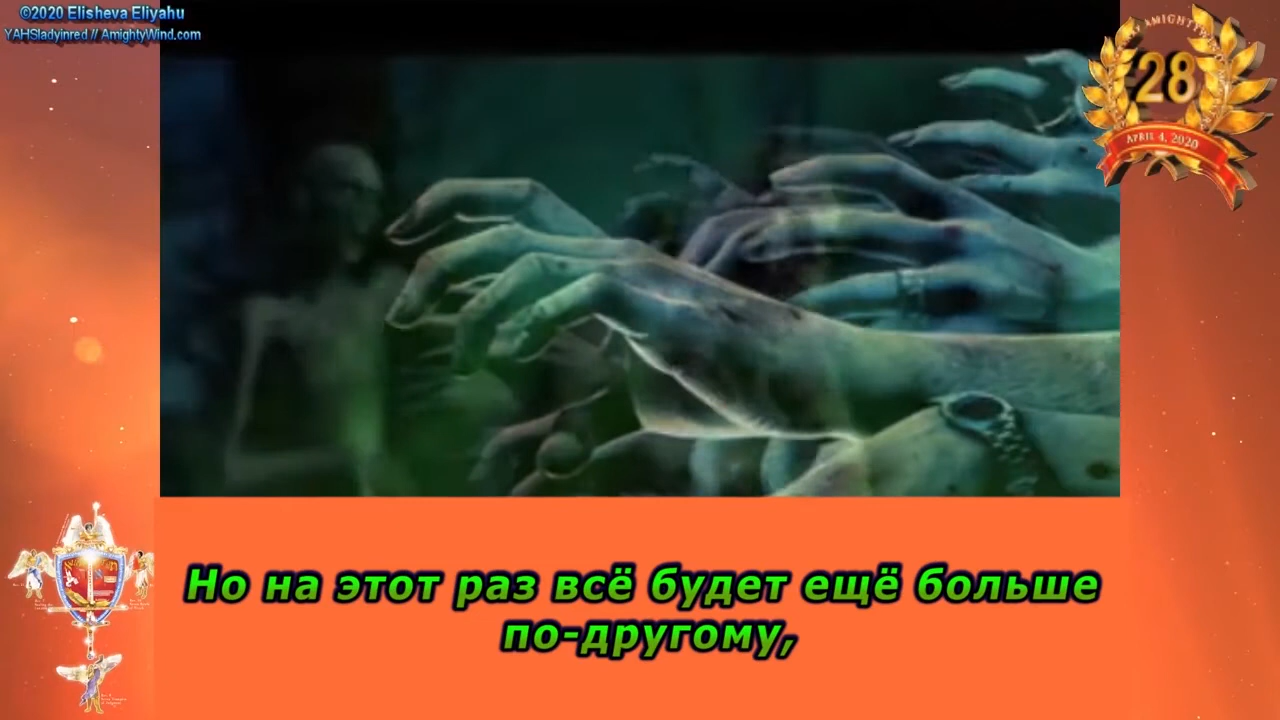 ©2020 Elisheva Eliyahu
YAHSladyinred // AmightyWind.com
28
APRIL 4, 2020
Но на этот раз всё будет ещё больше
по-другому,